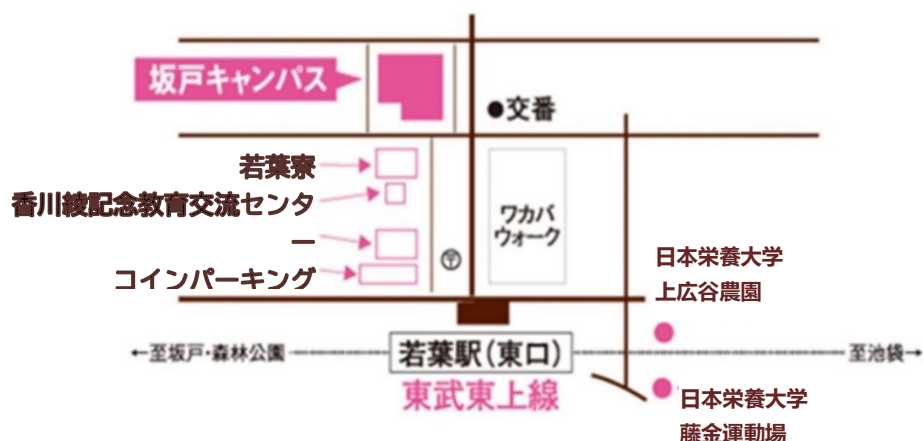 坂戸キャンパス
●交番
若葉寮
香川綾記念教育交流センタ
ー
コインパーキング
〒
ワカバ
ウォーク
日本栄養大学
上広谷農園
←至坂戸・森林公園
若葉駅(東口)
至池袋→
東武東上線
日本栄養大学
藤金運動場